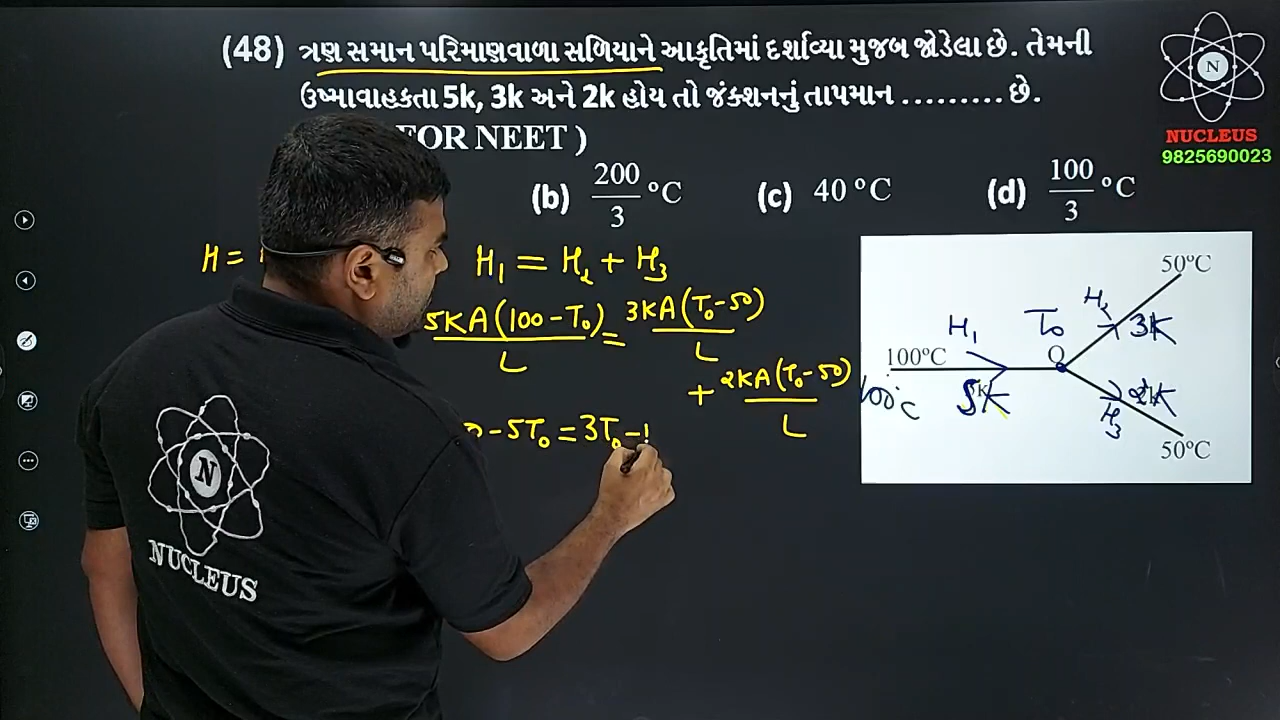 (48) ત્રણ સમાન પરિમાણવાળા સળિયાને આકૃતિમાં દર્શાવ્યા મુજબ જોડેલા છે. તેમની
ઉષ્માવાહકતા 5k, 3k અને 2k હોય તો જંક્શનનું તાપમાન ......... છે.
FOR NEET )
(b) 200/3 °C (c) 40 °C (d) 100/3 °C
NUCLEUS
9825690023
N
H =
H₁ = H₂ + H₃
5KA(100-T₀)/L = 3KA(T₀-50)/L
+ 2KA(T₀-50)/L
-5T₀ = 3T₀-
50°C
H₂
3K
H₁
T₀
O
100°C
100°C
5K
2K
H₃
50°C
N
NUCLEUS